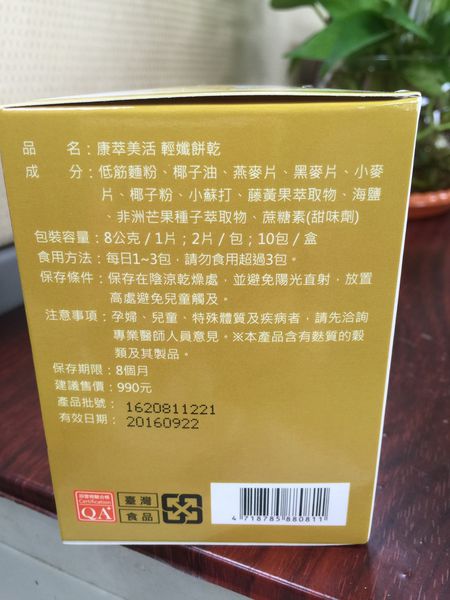 品 名：康萃美活 輕孅餅乾
成 分：低筋麵粉、椰子油、燕麥片、黑麥片、小麥
片、椰子粉、小蘇打、藤黃果萃取物、海鹽
、非洲芒果種子萃取物、蔗糖素(甜味劑)
包裝容量：8公克/1片；2片/包；10包/盒
食用方法：每日1~3包，請勿食用超過3包。
保存條件：保存在陰涼乾燥處，並避免陽光直射，放置
高處避免兒童觸及。
注意事項：孕婦、兒童、特殊體質及疾病者，請先洽詢
專業醫師人員意見。※本產品含有麩質的穀
類及其製品。
保存期限：8個月
建議售價：990元
產品批號：1620811221
有效日期：20160922
Certification
QA+
臺灣
食品
4 718785 880811